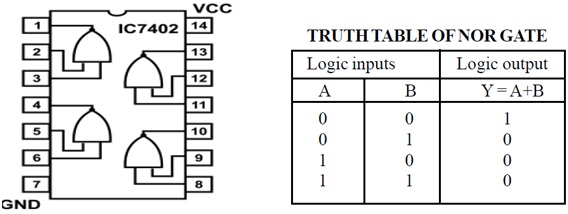 VCC
IC7402
1 14
2 13
3 12
4 11
5 10
6 9
7 8
GND
TRUTH TABLE OF NOR GATE
Logic inputs Logic output
A B Y = A+B
0 0 1
0 1 0
1 0 0
1 1 0